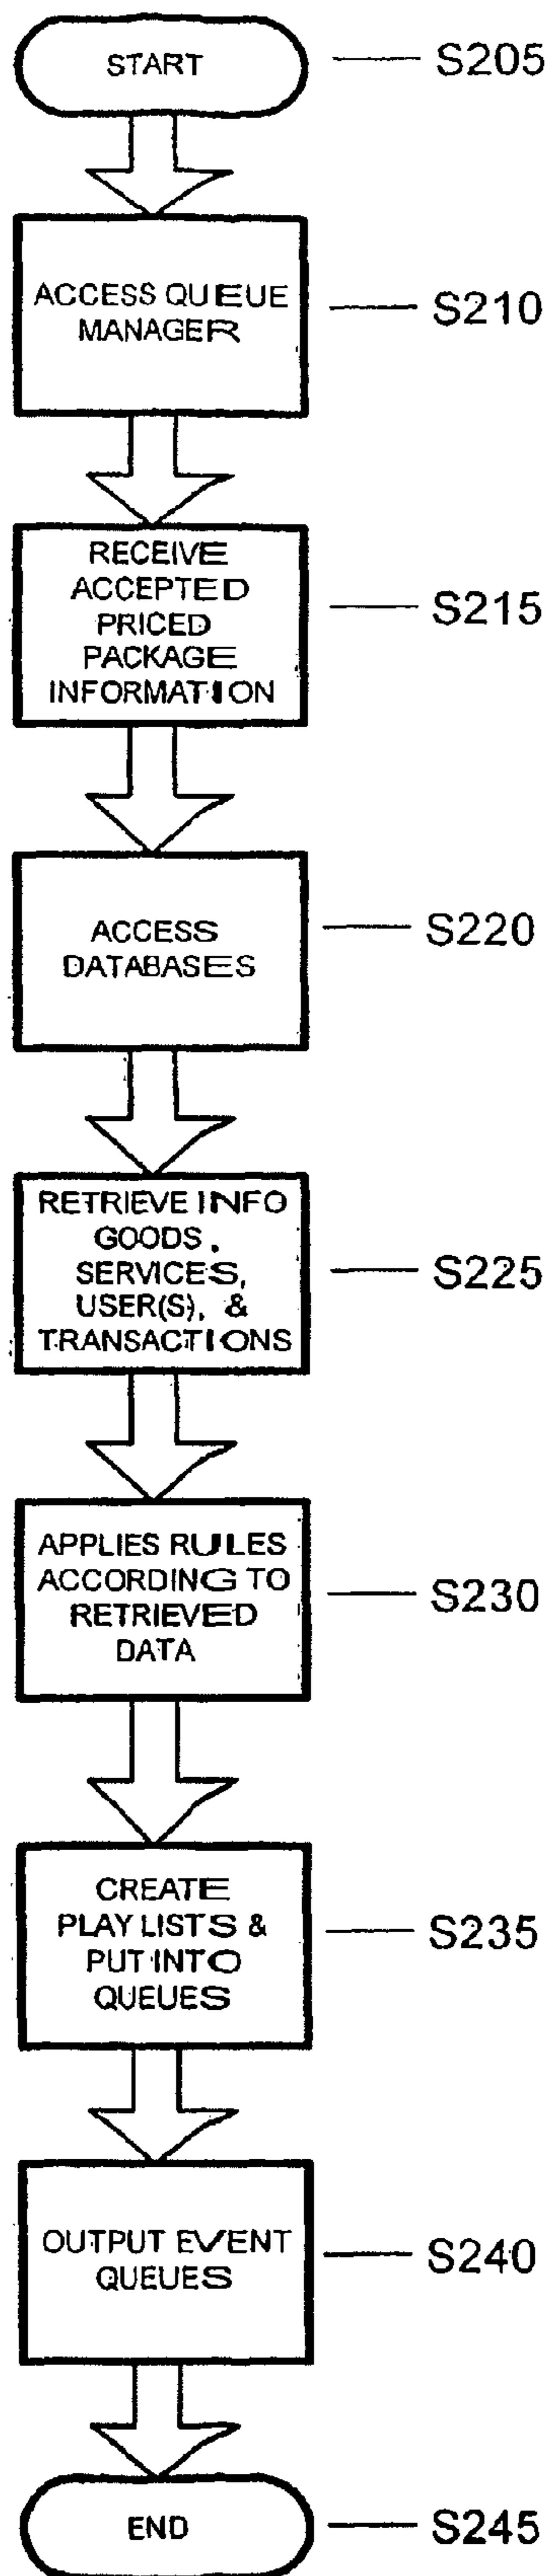 START
S205
ACCESS QUEUE
MANAGER
S210
RECEIVE
ACCEPTED
PRICED
PACKAGE
INFORMATION
S215
ACCESS
DATABASES
S220
RETRIEVE INFO
GOODS,
SERVICES,
USER(S), &
TRANSACTIONS
S225
APPLIES RULES
ACCORDING TO
RETRIEVED
DATA
S230
CREATE
PLAY LISTS &
PUT INTO
QUEUES
S235
OUTPUT EVENT
QUEUES
S240
END
S245